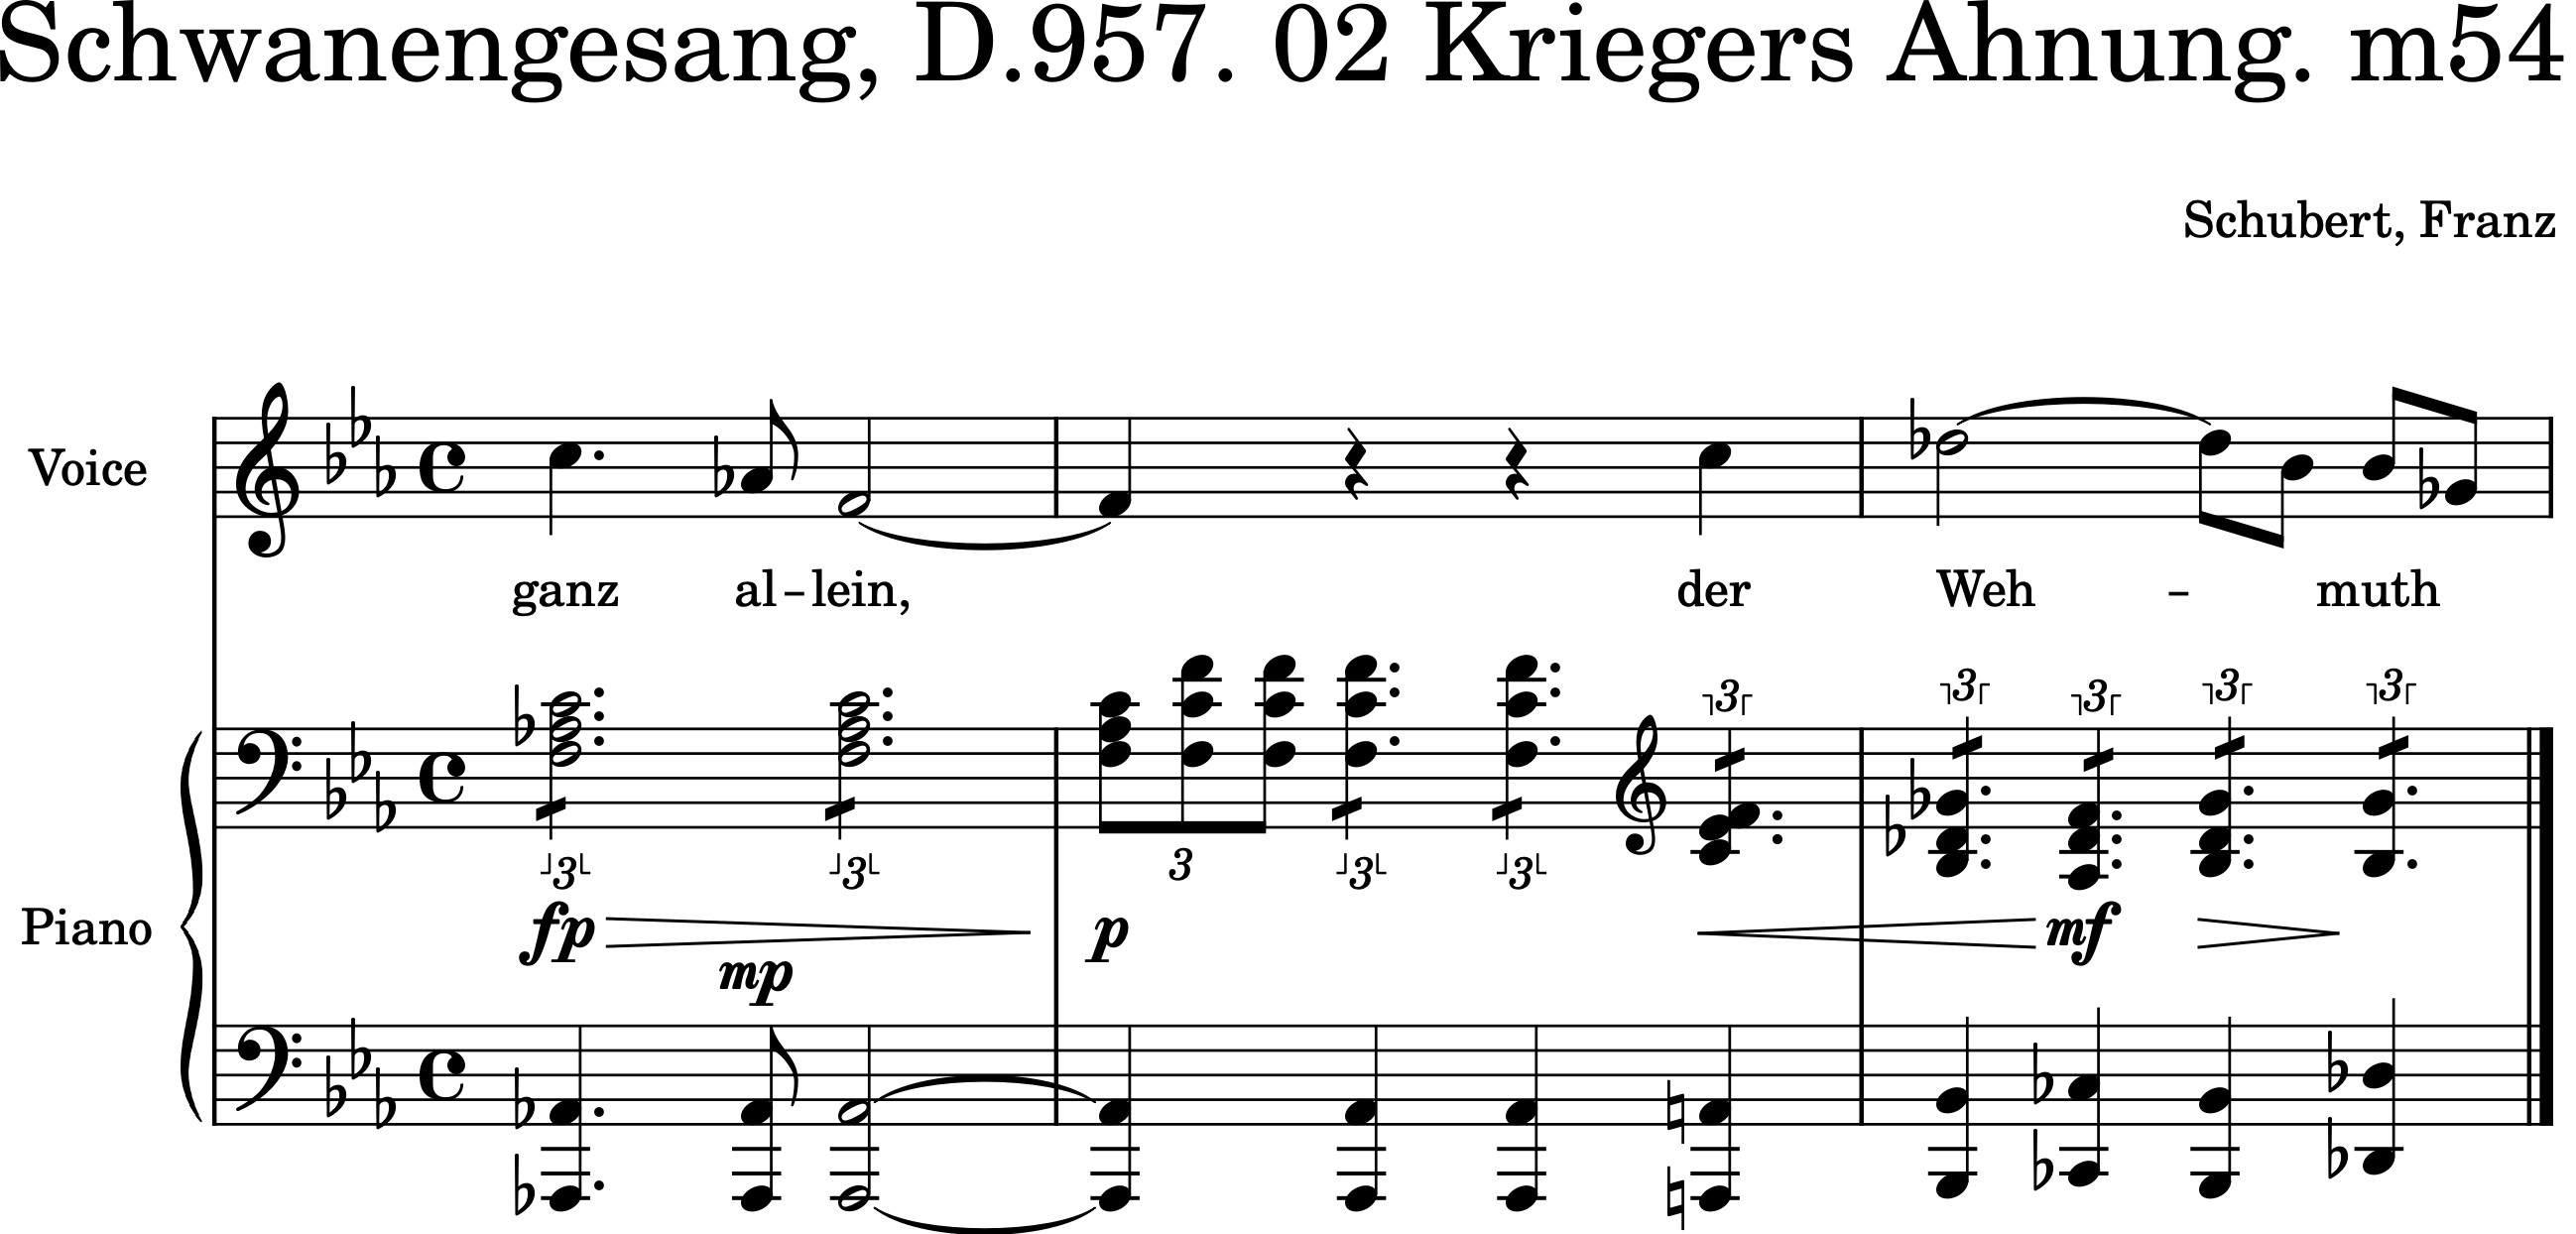 Schwanengesang, D.957. 02 Kriegers Ahnung. m54
Schubert, Franz
Voice
ganz al–lein, der Weh – muth
3 3 3 3 3 3 3 3 3 3
Piano
fp mp p mf